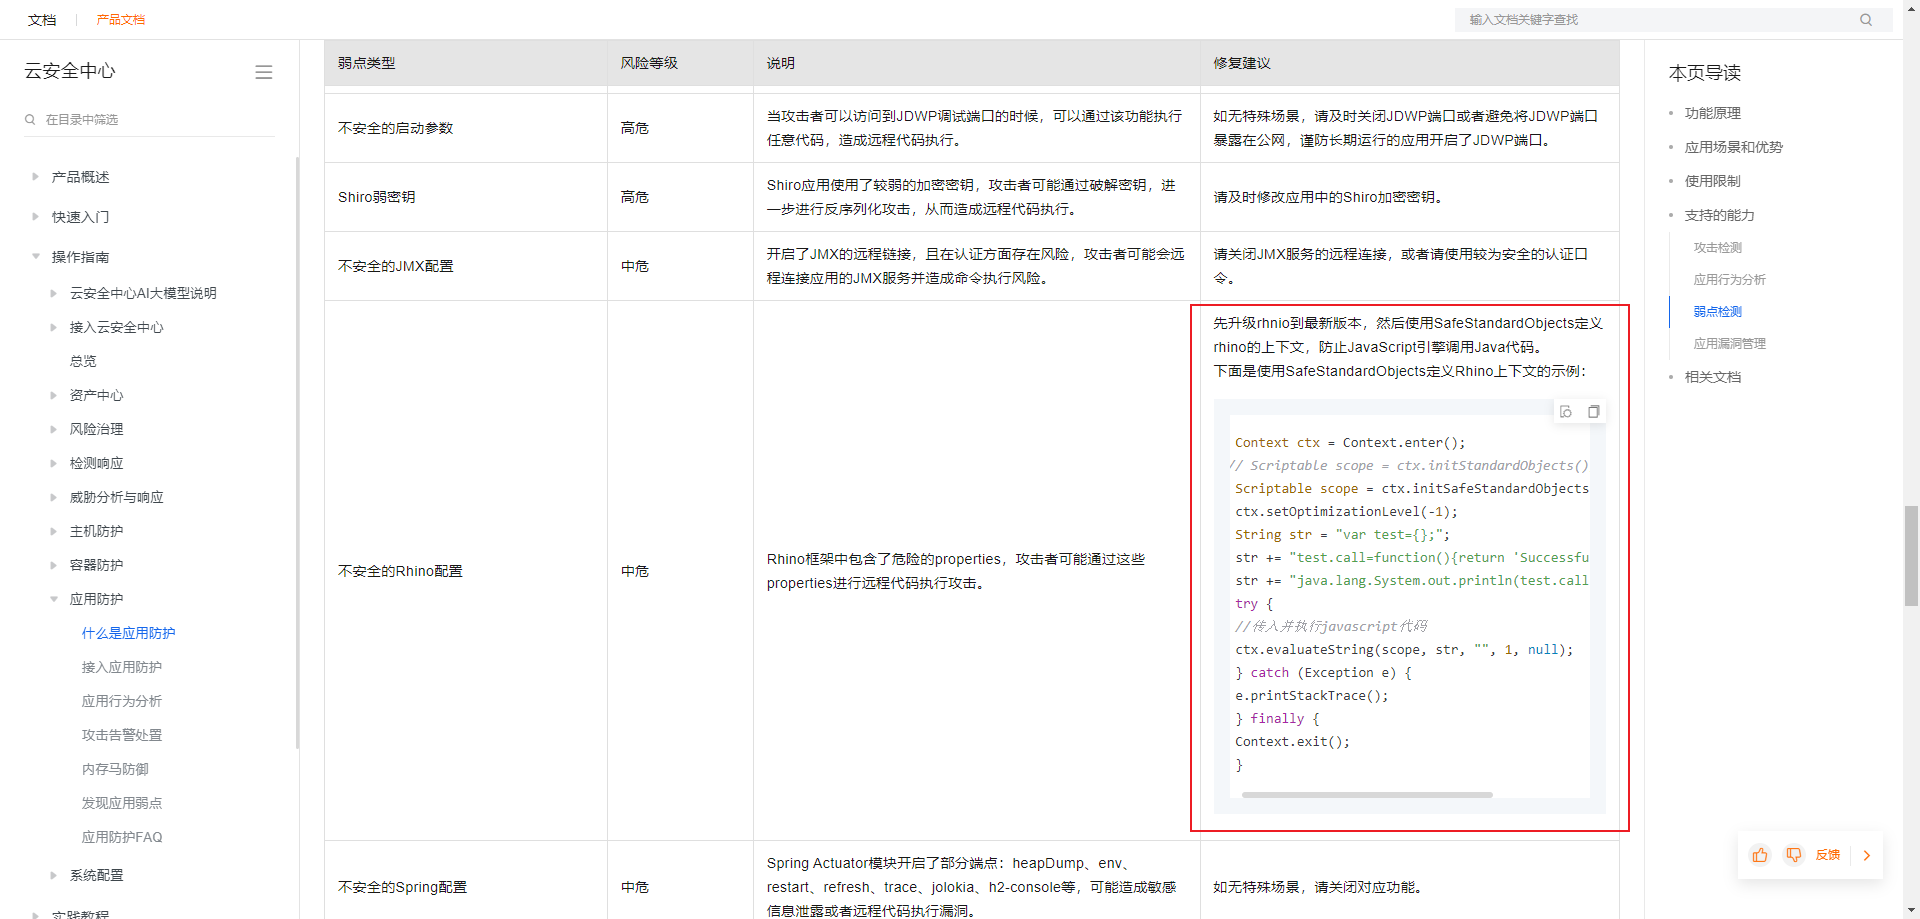 文档
产品文档
输入文档关键字查找
云安全中心
在目录中筛选
产品概述
快速入门
操作指南
云安全中心AI大模型说明
接入云安全中心
总览
资产中心
风险治理
检测响应
威胁分析与响应
主机防护
容器防护
应用防护
什么是应用防护
接入应用防护
应用行为分析
攻击告警处置
内存马防御
发现应用弱点
应用防护FAQ
系统配置
实践教程
弱点类型 风险等级 说明 修复建议
不安全的启动参数
高危
当攻击者可以访问到JDWP调试端口的时候，可以通过该功能执行
任意代码，造成远程代码执行。
如无特殊场景，请及时关闭JDWP端口或者避免将JDWP端口
暴露在公网，谨防长期运行的应用开启了JDWP端口。
Shiro弱密钥
高危
Shiro应用使用了较弱的加密密钥，攻击者可能通过破解密钥，进
一步进行反序列化攻击，从而造成远程代码执行。
请及时修改应用中的Shiro加密密钥。
不安全的JMX配置
中危
开启了JMX的远程链接，且在认证方面存在风险，攻击者可能会远
程连接应用的JMX服务并造成命令执行风险。
请关闭JMX服务的远程连接，或者请使用较为安全的认证口
令。
不安全的Rhino配置
中危
Rhino框架中包含了危险的properties，攻击者可能通过这些
properties进行远程代码执行攻击。
先升级rhnio到最新版本，然后使用SafeStandardObjects定义
rhino的上下文，防止JavaScript引擎调用Java代码。
下面是使用SafeStandardObjects定义Rhino上下文的示例：
Context ctx = Context.enter();
// Scriptable scope = ctx.initStandardObjects()
Scriptable scope = ctx.initSafeStandardObjects
ctx.setOptimizationLevel(-1);
String str = "var test={};";
str += "test.call=function(){return 'Successfu
str += "java.lang.System.out.println(test.call
try {
//传入并执行javascript代码
ctx.evaluateString(scope, str, "", 1, null);
} catch (Exception e) {
e.printStackTrace();
} finally {
Context.exit();
}
不安全的Spring配置
中危
Spring Actuator模块开启了部分端点：heapDump、env、
restart、refresh、trace、jolokia、h2-console等，可能造成敏感
信息泄露或者远程代码执行漏洞。
如无特殊场景，请关闭对应功能。
本页导读
功能原理
应用场景和优势
使用限制
支持的能力
攻击检测
应用行为分析
弱点检测
应用漏洞管理
相关文档
反馈